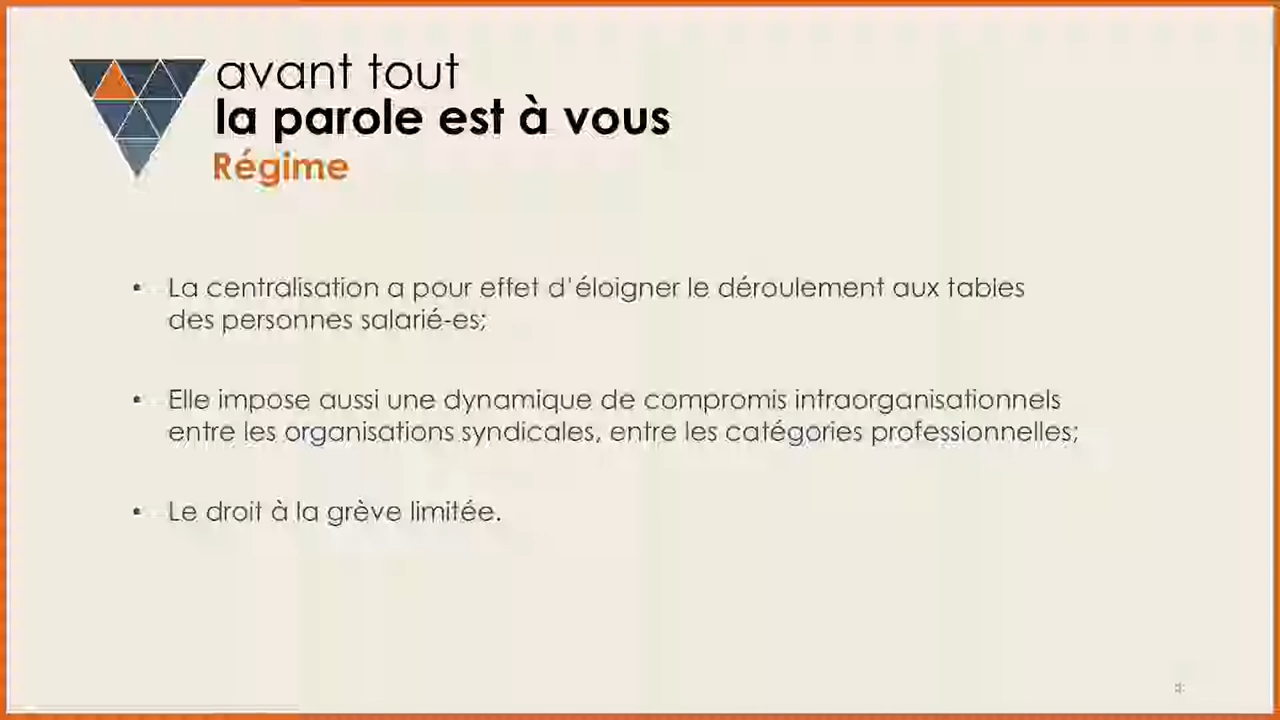 avant tout
la parole est à vous
Régime
• La centralisation a pour effet d'éloigner le déroulement aux tables
des personnes salarié-es;
• Elle impose aussi une dynamique de compromis intraorganisationnels
entre les organisations syndicales, entre les catégories professionnelles;
• Le droit à la grève limitée.